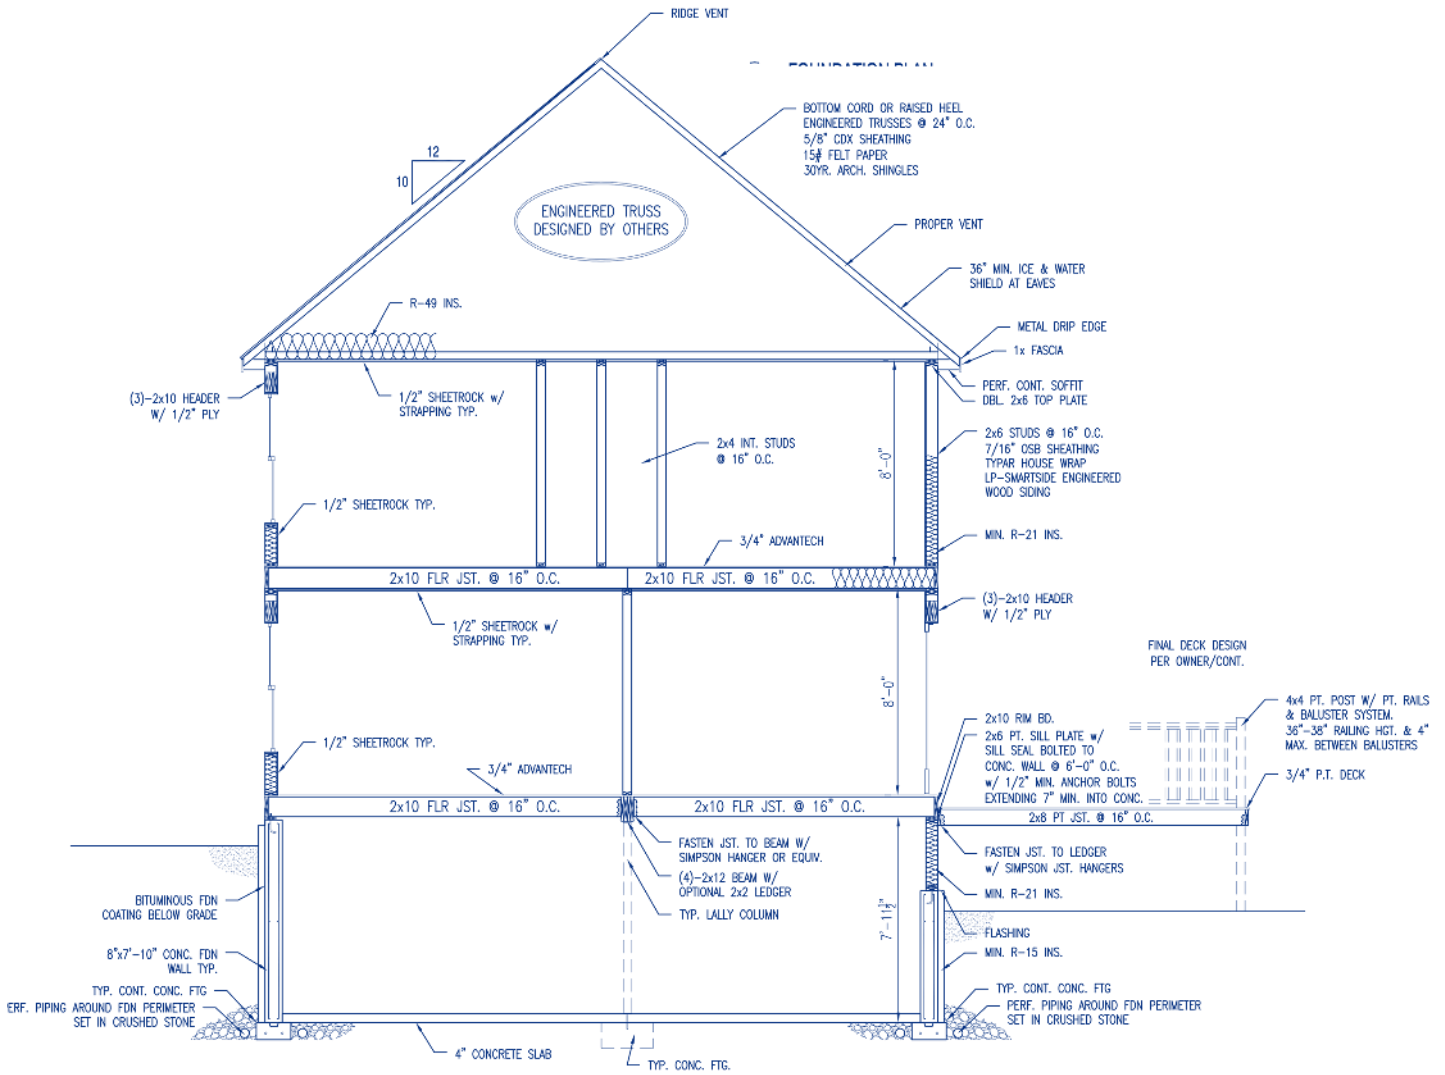 RIDGE VENT
FOUNDATION PLAN
BOTTOM CORD OR RAISED HEEL
ENGINEERED TRUSSES @ 24" O.C.
5/8" CDX SHEATHING
15# FELT PAPER
30YR. ARCH. SHINGLES
12
10
ENGINEERED TRUSS
DESIGNED BY OTHERS
PROPER VENT
36" MIN. ICE & WATER
SHIELD AT EAVES
R-49 INS.
METAL DRIP EDGE
1x FASCIA
(3)-2x10 HEADER
W/ 1/2" PLY
1/2" SHEETROCK w/
STRAPPING TYP.
PERF. CONT. SOFFIT
DBL. 2x6 TOP PLATE
2x4 INT. STUDS
@ 16" O.C.
8'-0"
2x6 STUDS @ 16" O.C.
7/16" OSB SHEATHING
TYPAR HOUSE WRAP
LP-SMARTSIDE ENGINEERED
WOOD SIDING
1/2" SHEETROCK TYP.
3/4" ADVANTECH
MIN. R-21 INS.
2x10 FLR JST. @ 16" O.C.
2x10 FLR JST. @ 16" O.C.
(3)-2x10 HEADER
W/ 1/2" PLY
1/2" SHEETROCK w/
STRAPPING TYP.
FINAL DECK DESIGN
PER OWNER/CONT.
8'-0"
4x4 PT. POST W/ PT. RAILS
& BALUSTER SYSTEM.
36"-38" RAILING HGT. & 4"
MAX. BETWEEN BALUSTERS
2x10 RIM BD.
2x6 PT. SILL PLATE w/
SILL SEAL BOLTED TO
CONC. WALL @ 6'-0" O.C.
w/ 1/2" MIN. ANCHOR BOLTS
EXTENDING 7" MIN. INTO CONC.
1/2" SHEETROCK TYP.
3/4" ADVANTECH
3/4" P.T. DECK
2x10 FLR JST. @ 16" O.C.
2x10 FLR JST. @ 16" O.C.
2x8 PT JST. @ 16" O.C.
FASTEN JST. TO BEAM W/
SIMPSON HANGER OR EQUIV.
(4)-2x12 BEAM W/
OPTIONAL 2x2 LEDGER
TYP. LALLY COLUMN
FASTEN JST. TO LEDGER
w/ SIMPSON JST. HANGERS
MIN. R-21 INS.
BITUMINOUS FDN
COATING BELOW GRADE
7'-11 1/2"
FLASHING
MIN. R-15 INS.
8"x7'-10" CONC. FDN
WALL TYP.
TYP. CONT. CONC. FTG
ERF. PIPING AROUND FDN PERIMETER
SET IN CRUSHED STONE
TYP. CONT. CONC. FTG
PERF. PIPING AROUND FDN PERIMETER
SET IN CRUSHED STONE
4" CONCRETE SLAB
TYP. CONC. FTG.